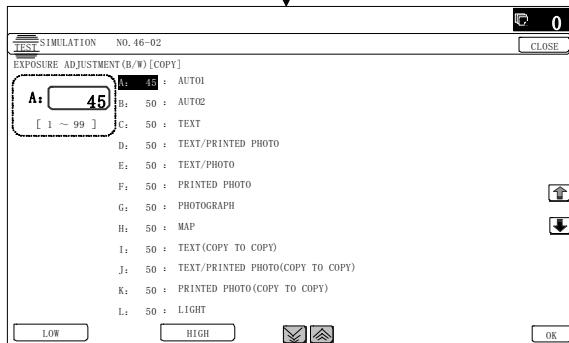 0
TEST SIMULATION NO.46-02 CLOSE
EXPOSURE ADJUSTMENT(B/W)[COPY]
A: 45
[ 1 ~ 99 ]
A: 45 : AUTO1
B: 50 : AUTO2
C: 50 : TEXT
D: 50 : TEXT/PRINTED PHOTO
E: 50 : TEXT/PHOTO
F: 50 : PRINTED PHOTO
G: 50 : PHOTOGRAPH
H: 50 : MAP
I: 50 : TEXT(COPY TO COPY)
J: 50 : TEXT/PRINTED PHOTO(COPY TO COPY)
K: 50 : PRINTED PHOTO(COPY TO COPY)
L: 50 : LIGHT
LOW HIGH OK